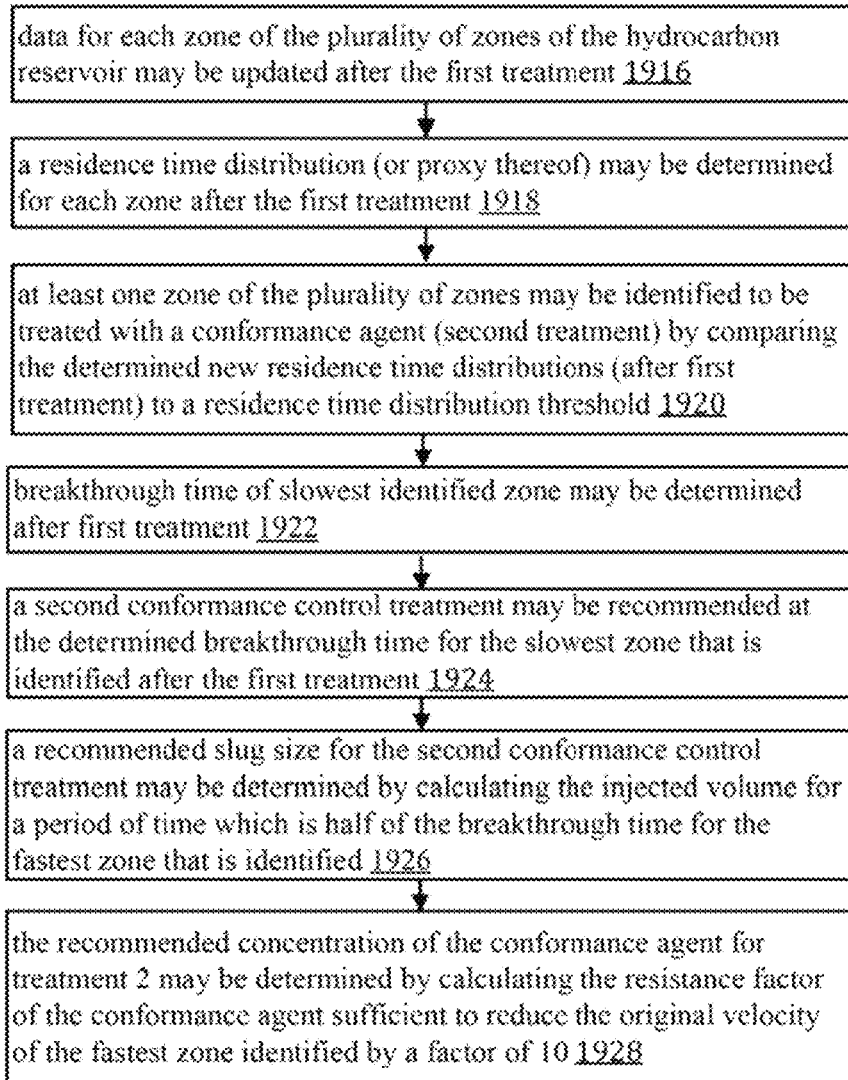 data for each zone of the plurality of zones of the hydrocarbon
reservoir may be updated after the first treatment 1916
a residence time distribution (or proxy thereof) may be determined
for each zone after the first treatment 1918
at least one zone of the plurality of zones may be identified to be
treated with a conformance agent (second treatment) by comparing
the determined new residence time distributions (after first
treatment) to a residence time distribution threshold 1920
breakthrough time of slowest identified zone may be determined
after first treatment 1922
a second conformance control treatment may be recommended at
the determined breakthrough time for the slowest zone that is
identified after the first treatment 1924
a recommended slug size for the second conformance control
treatment may be determined by calculating the injected volume for
a period of time which is half of the breakthrough time for the
fastest zone that is identified 1926
the recommended concentration of the conformance agent for
treatment 2 may be determined by calculating the resistance factor
of the conformance agent sufficient to reduce the original velocity
of the fastest zone identified by a factor of 10 1928